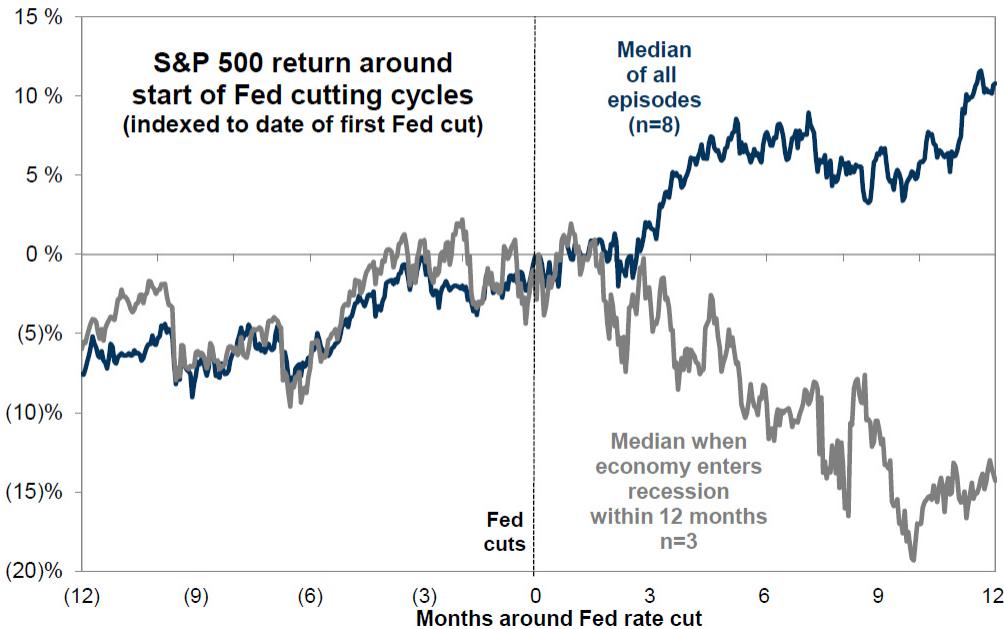 15 %
10 %
5 %
0 %
(5)%
(10)%
(15)%
(20)%
S&P 500 return around
start of Fed cutting cycles
(indexed to date of first Fed cut)
Median
of all
episodes
(n=8)
Median when
economy enters
recession
within 12 months
n=3
Fed
cuts
(12) (9) (6) (3) 0 3 6 9 12
Months around Fed rate cut